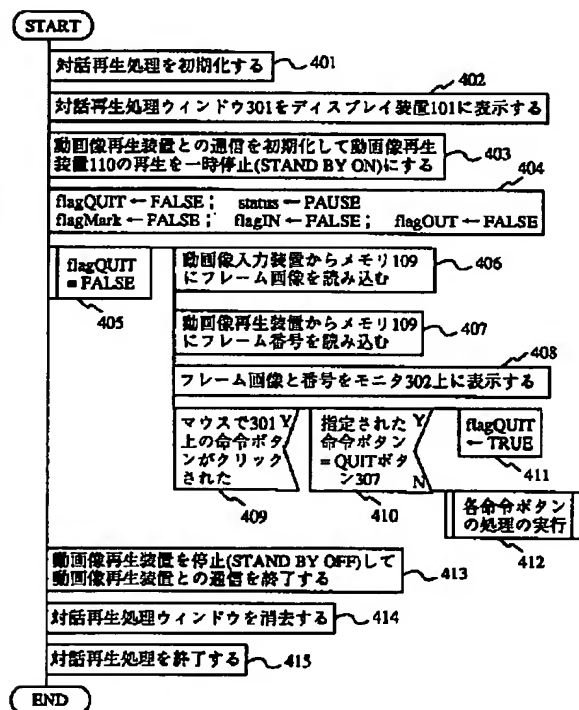 START
対話再生処理を初期化する 401
402
対話再生処理ウィンドウ301をディスプレイ装置101に表示する
動画像再生装置との通信を初期化して動画像再生
装置110の再生を一時停止(STAND BY ON)にする 403
404
flagQUIT ← FALSE ; status ← PAUSE
flagMark ← FALSE ; flagIN ← FALSE ; flagOUT ← FALSE
flagQUIT
= FALSE
405
動画像入力装置からメモリ109
にフレーム画像を読み込む 406
動画像再生装置からメモリ109
にフレーム番号を読み込む 407
408
フレーム画像と番号をモニタ302上に表示する
マウスで301 Y
上の命令ボタ
ンがクリック
された
409
指定された Y
命令ボタン
= QUITボタ
ン307 N
410
flagQUIT
← TRUE
411
各命令ボタン
の処理の実行
412
動画像再生装置を停止(STAND BY OFF)して
動画像再生装置との通信を終了する 413
対話再生処理ウィンドウを消去する 414
対話再生処理を終了する 415
END